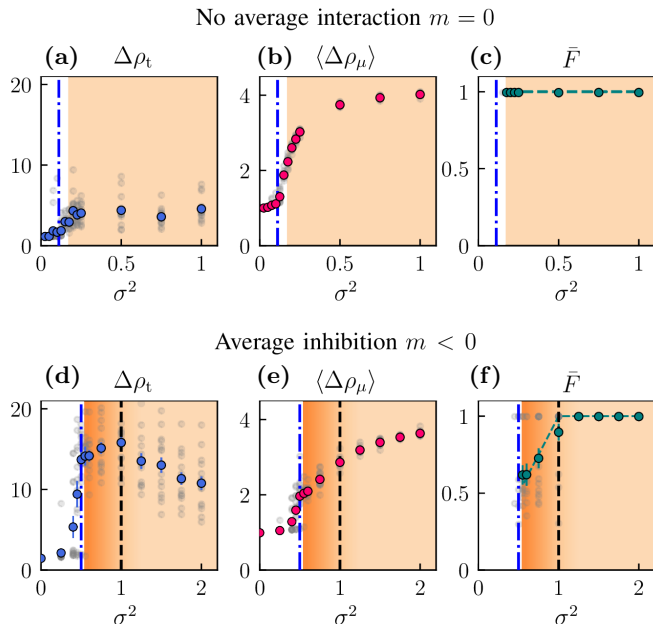 No average interaction m = 0
(a) Δρt (b) ⟨Δρμ⟩ (c) F̄
20 4 1
10 2 0.5
0 1 0
0 0.5 1 0 0.5 1 0 0.5 1
σ² σ² σ²
Average inhibition m < 0
(d) Δρt (e) ⟨Δρμ⟩ (f) F̄
20 4 1
10 2 0.5
0 0 0
0 1 2 0 1 2 0 1 2
σ² σ² σ²